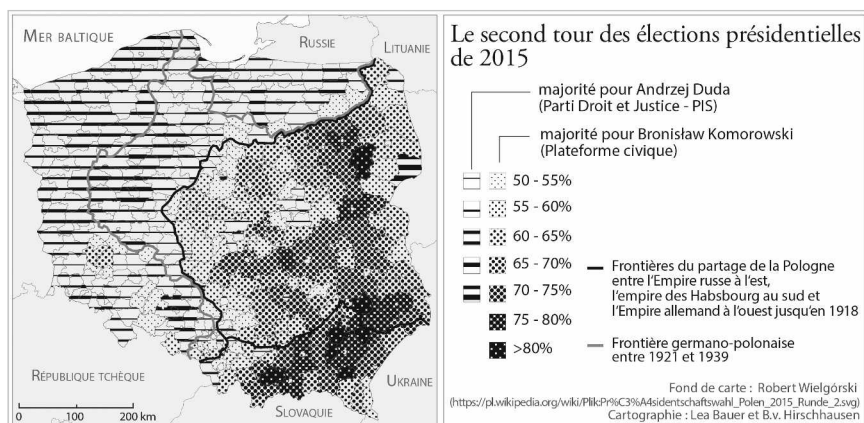 MER BALTIQUE
RUSSIE
LITUANIE
RÉPUBLIQUE TCHÈQUE
SLOVAQUIE
UKRAINE
0 100 200 km
Le second tour des élections présidentielles
de 2015
majorité pour Andrzej Duda
(Parti Droit et Justice - PIS)
majorité pour Bronisław Komorowski
(Plateforme civique)
50 - 55%
55 - 60%
60 - 65%
65 - 70%
70 - 75%
75 - 80%
>80%
Frontières du partage de la Pologne
entre l'Empire russe à l'est,
l'empire des Habsbourg au sud et
l'Empire allemand à l'ouest jusqu'en 1918
Frontière germano-polonaise
entre 1921 et 1939
Fond de carte : Robert Wielgórski
(https://pl.wikipedia.org/wiki/Plik:Pr%C3%A4sidentschaftswahl_Polen_2015_Runde_2.svg)
Cartographie : Lea Bauer et B.v. Hirschhausen